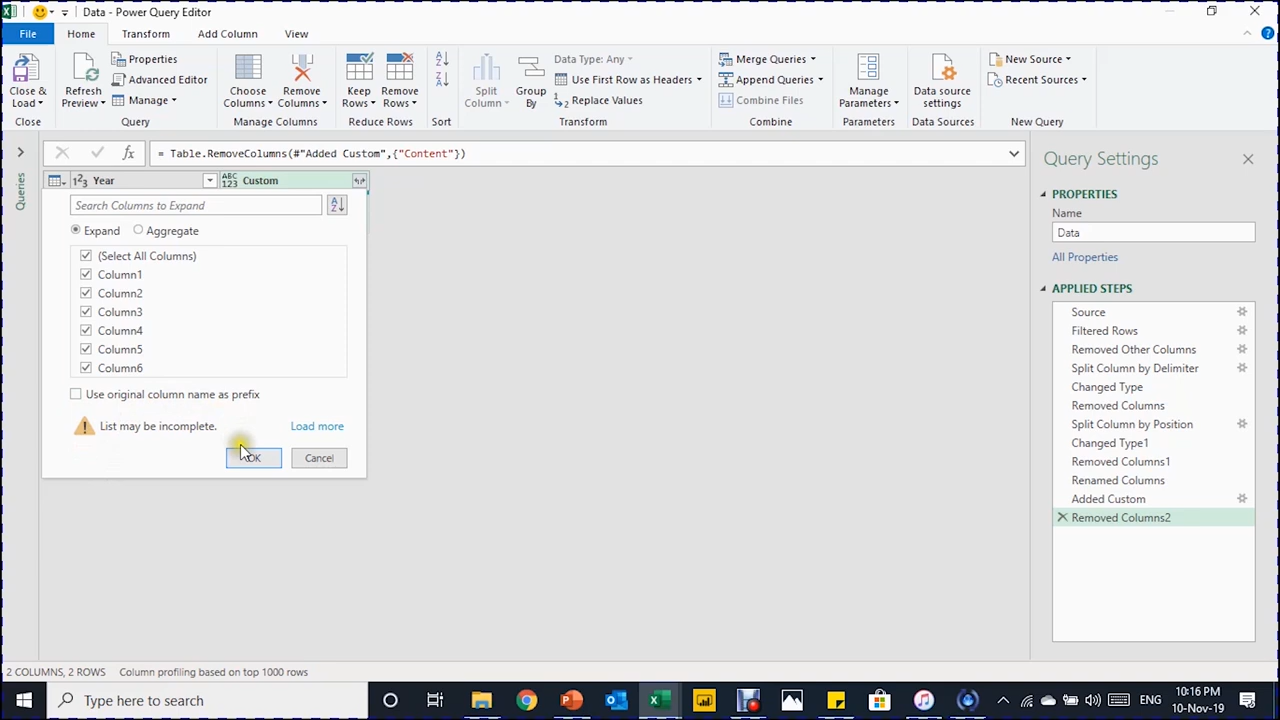 Data - Power Query Editor
File
Home
Transform
Add Column
View
Close & Load
Close
Refresh Preview
Properties
Advanced Editor
Manage
Query
Choose Columns
Remove Columns
Manage Columns
Keep Rows
Remove Rows
Reduce Rows
Sort
Split Column
Group By
Data Type: Any
Use First Row as Headers
Replace Values
Transform
Merge Queries
Append Queries
Combine Files
Combine
Manage Parameters
Parameters
Data source settings
Data Sources
New Source
Recent Sources
New Query
fx
= Table.RemoveColumns(#"Added Custom",{"Content"})
Queries
123 Year
ABC 123 Custom
Search Columns to Expand
AZ
Expand
Aggregate
(Select All Columns)
Column1
Column2
Column3
Column4
Column5
Column6
Use original column name as prefix
List may be incomplete.
Load more
OK
Cancel
Query Settings
PROPERTIES
Name
Data
All Properties
APPLIED STEPS
Source
Filtered Rows
Removed Other Columns
Split Column by Delimiter
Changed Type
Removed Columns
Split Column by Position
Changed Type1
Removed Columns1
Renamed Columns
Added Custom
Removed Columns2
2 COLUMNS, 2 ROWS
Column profiling based on top 1000 rows
Type here to search
ENG
10:16 PM
10-Nov-19